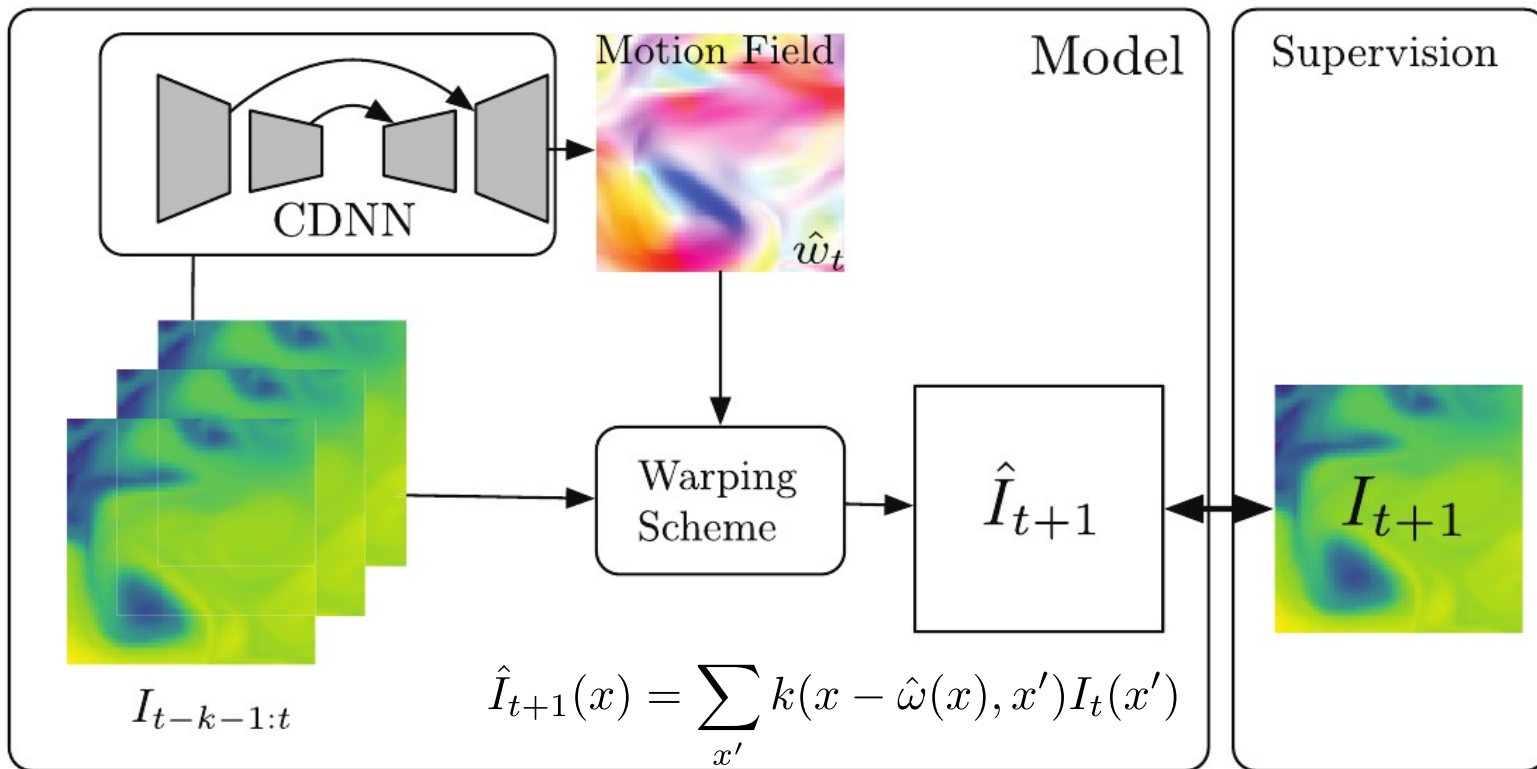 Motion Field
Model
Supervision
CDNN
ŵ_t
Warping
Scheme
Î_{t+1}
I_{t+1}
I_{t−k−1:t}
Î_{t+1}(x) = ∑_{x′} k(x − ω̂(x), x′)I_t(x′)